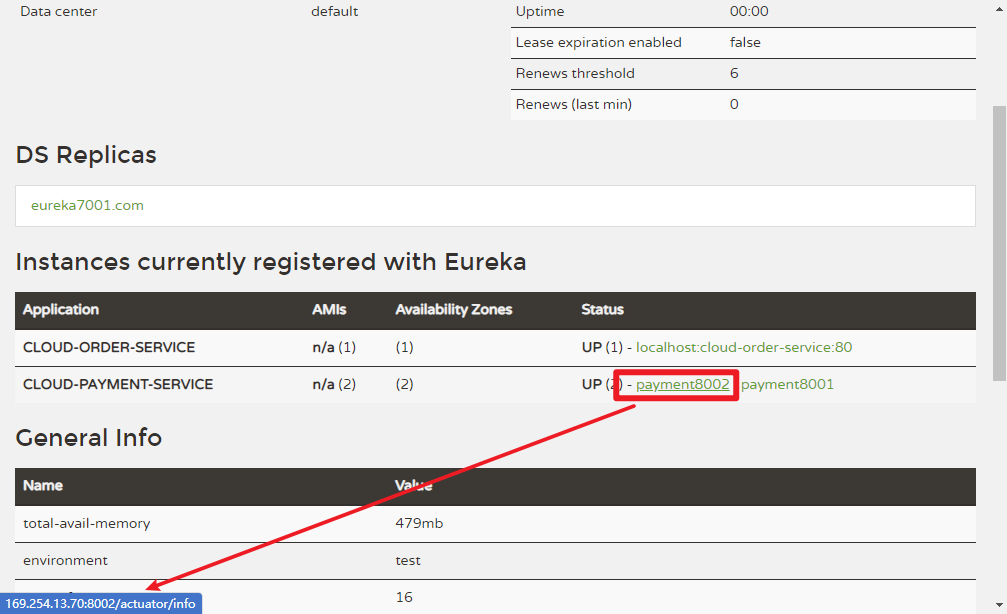 Data center default Uptime 00:00
Lease expiration enabled false
Renews threshold 6
Renews (last min) 0
DS Replicas
eureka7001.com
Instances currently registered with Eureka
Application AMIs Availability Zones Status
CLOUD-ORDER-SERVICE n/a (1) (1) UP (1) - localhost:cloud-order-service:80
CLOUD-PAYMENT-SERVICE n/a (2) (2) UP (2) - payment8002 payment8001
General Info
Name Value
total-avail-memory 479mb
environment test
16
169.254.13.70:8002/actuator/info